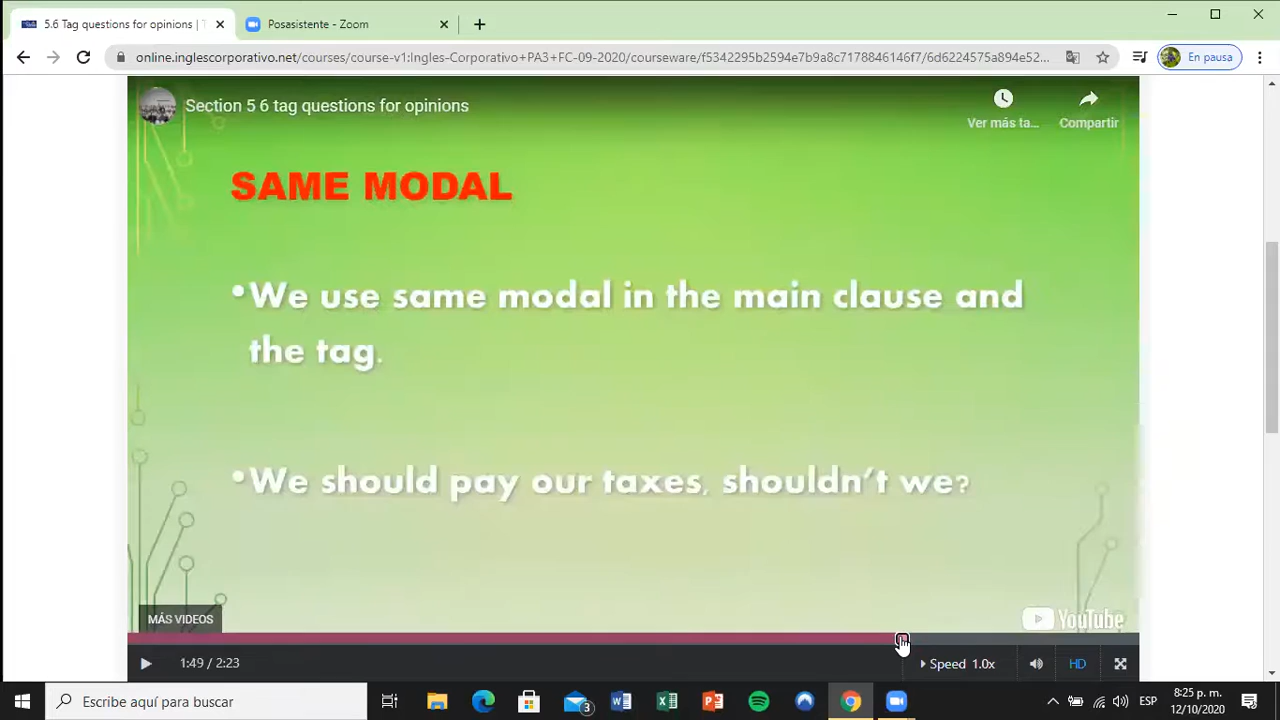 5.6 Tag questions for opinions | T
Posasistente - Zoom
online.inglescorporativo.net/courses/course-v1:Ingles-Corporativo+PA3+FC-09-2020/courseware/f5342295b2594e7b9a8c7178846146f7/6d6224575a894e52...
En pausa
Section 5 6 tag questions for opinions
Ver más ta...
Compartir
SAME MODAL
•We use same modal in the main clause and
the tag.
•We should pay our taxes, shouldn't we?
MÁS VIDEOS
YouTube
1:49 / 2:23
Speed 1.0x
HD
Escribe aquí para buscar
3
ESP
8:25 p. m.
12/10/2020